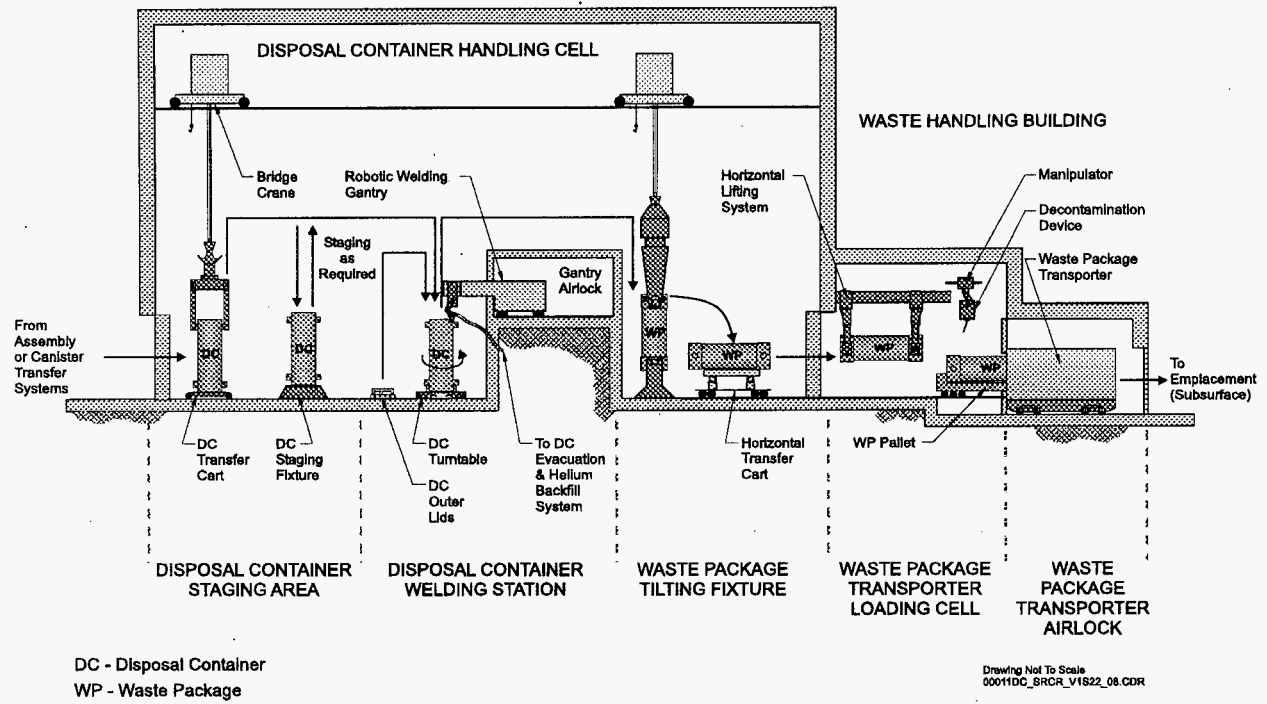 DISPOSAL CONTAINER HANDLING CELL
WASTE HANDLING BUILDING
Bridge
Crane
Robotic Welding
Gantry
Horizontal
Lifting
System
Manipulator
Decontamination
Device
Waste Package
Transporter
Staging
as
Required
Gantry
Airlock
From
Assembly
or Canister
Transfer
Systems
DC
DC
DC
WP
WP
WP
WP
To
Emplacement
(Subsurface)
DC
Transfer
Cart
DC
Staging
Fixture
DC
Turntable
DC
Outer
Lids
To DC
Evacuation
& Helium
Backfill
System
Horizontal
Transfer
Cart
WP Pallet
DISPOSAL CONTAINER
STAGING AREA
DISPOSAL CONTAINER
WELDING STATION
WASTE PACKAGE
TILTING FIXTURE
WASTE PACKAGE
TRANSPORTER
LOADING CELL
WASTE
PACKAGE
TRANSPORTER
AIRLOCK
DC - Disposal Container
WP - Waste Package
Drawing Not To Scale
00011DC_SRCR_V1S22_06.CDR